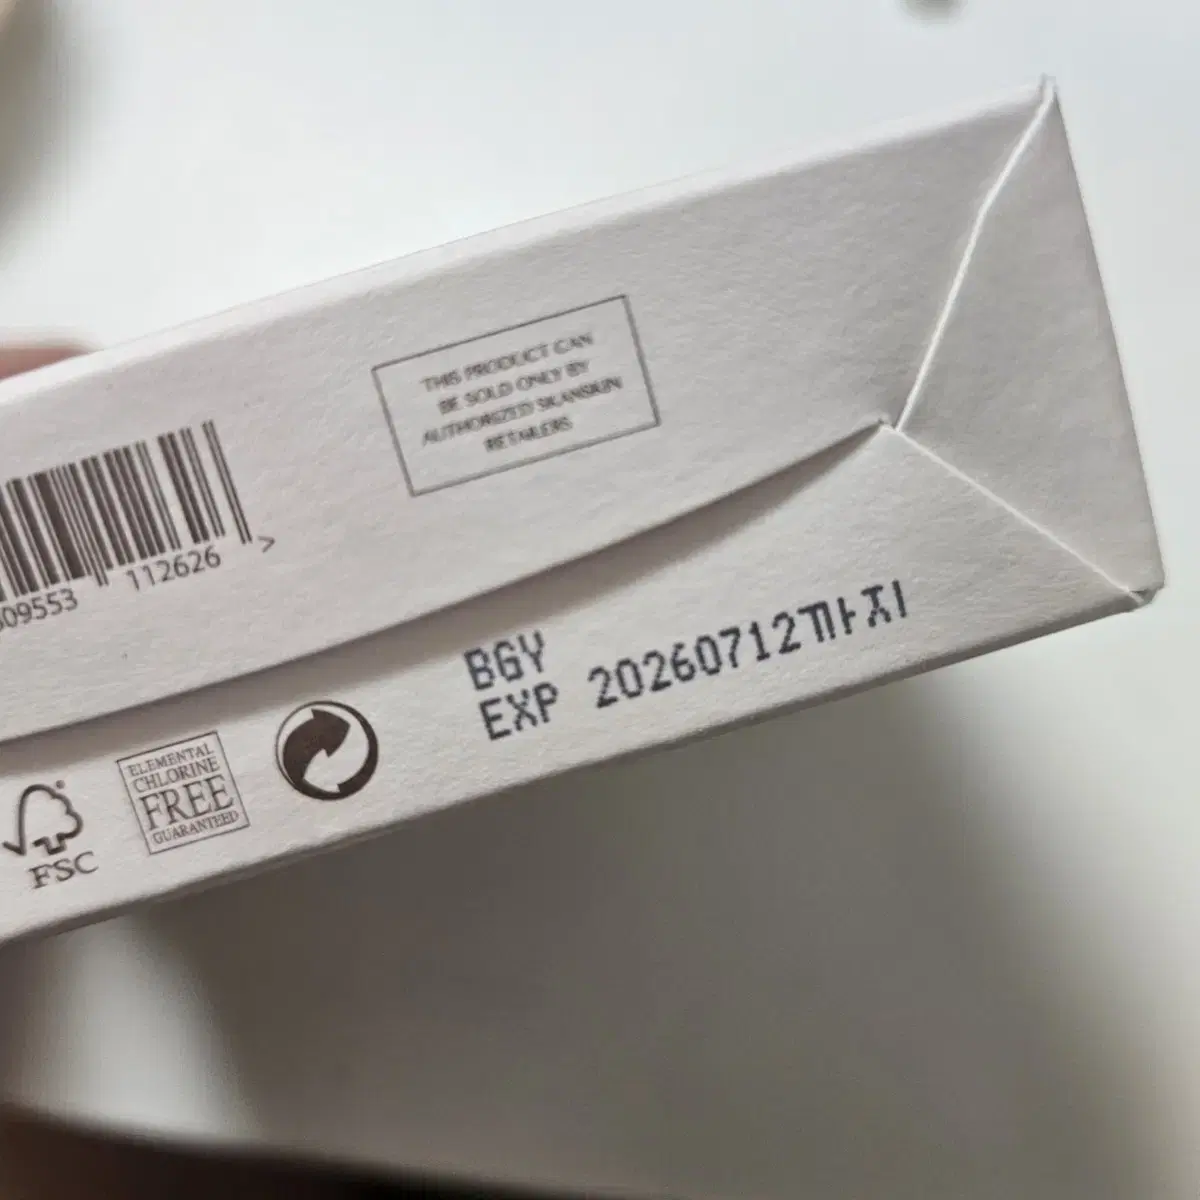 THIS PRODUCT CAN
BE SOLD ONLY BY
AUTHORIZED SKANSKIN
RETAILERS
09553 112626 >
BGY
EXP 20260712까지
ELEMENTAL
CHLORINE
FREE
GUARANTEED
FSC